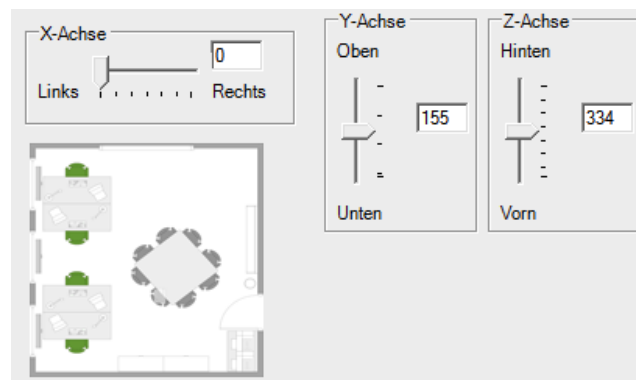 X-Achse
0
Links
Rechts
Y-Achse
Oben
155
Unten
Z-Achse
Hinten
334
Vorn